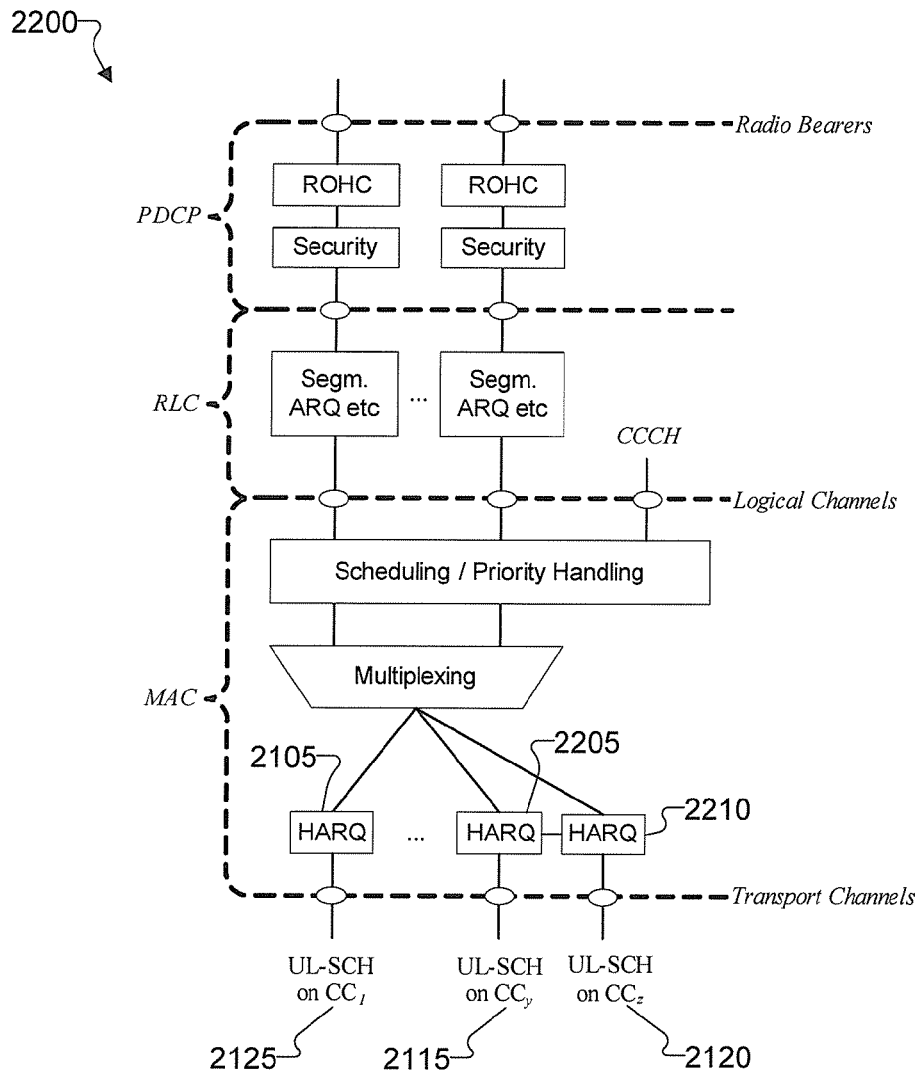 2200
Radio Bearers
ROHC
ROHC
PDCP
Security
Security
Segm.
ARQ etc
...
Segm.
ARQ etc
RLC
CCCH
Logical Channels
Scheduling / Priority Handling
Multiplexing
MAC
2105
2205
HARQ
...
HARQ
HARQ
2210
Transport Channels
UL-SCH
on CC1
UL-SCH
on CCy
UL-SCH
on CCz
2125
2115
2120